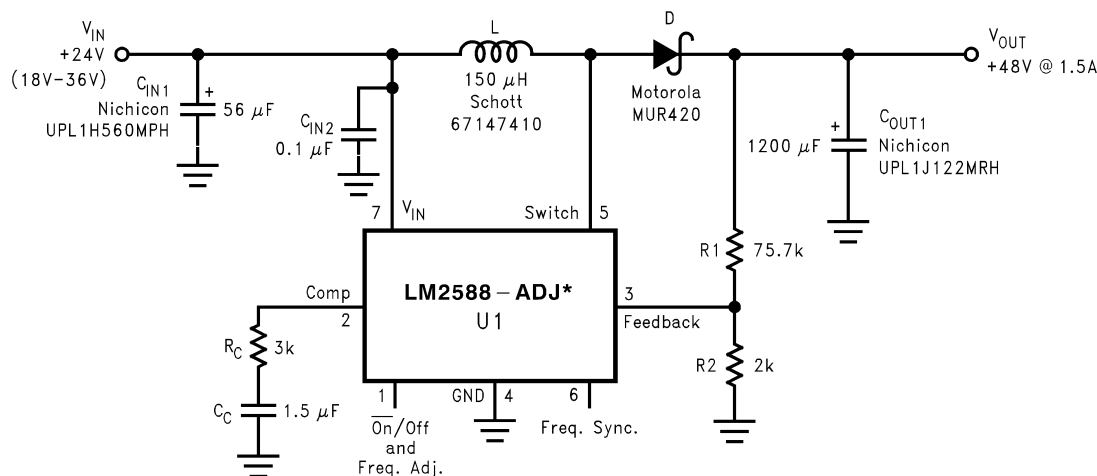 V_IN
+24V
(18V-36V)
C_IN1
Nichicon
UPL1H560MPH
+
56 μF
C_IN2
0.1 μF
L
150 μH
Schott
67147410
D
Motorola
MUR420
V_OUT
+48V @ 1.5A
+
1200 μF
C_OUT1
Nichicon
UPL1J122MRH
7
V_IN
Switch
5
R1
75.7k
LM2588-ADJ*
U1
Comp
2
3
Feedback
R_C
3k
R2
2k
C_C
1.5 μF
1
GND
4
6
On/Off
and
Freq. Adj.
Freq. Sync.